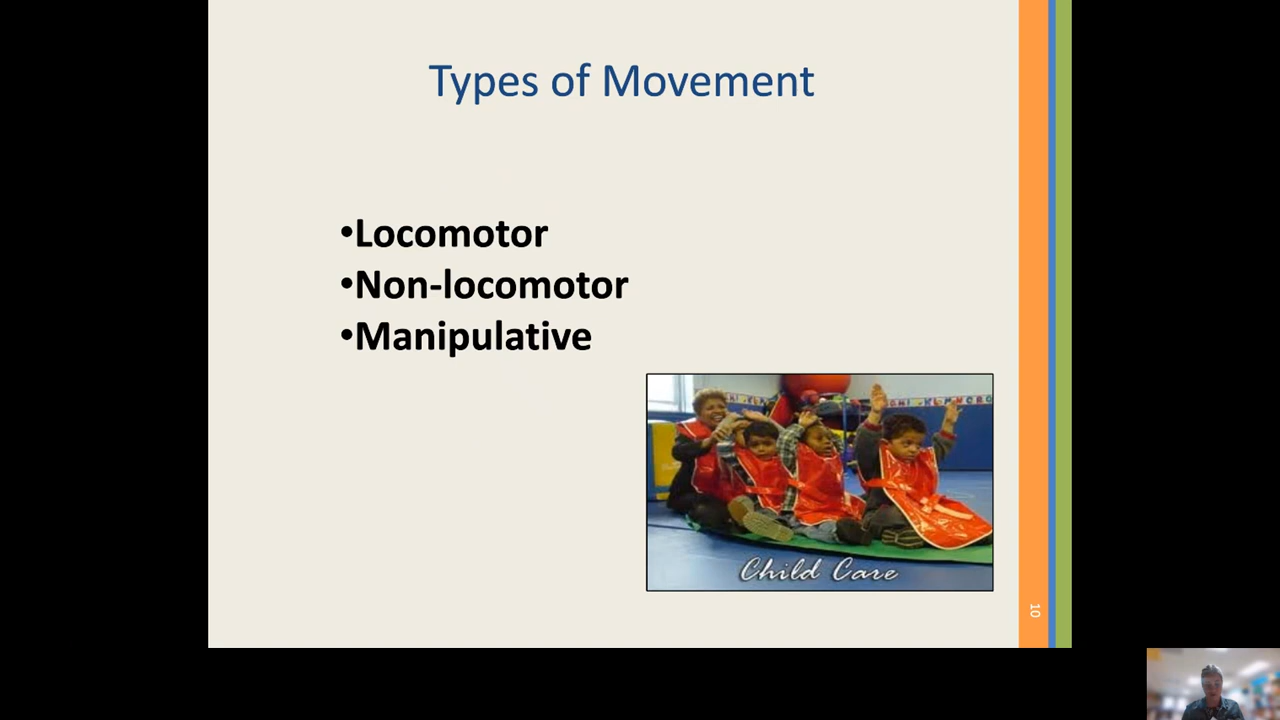 Types of Movement
•Locomotor
•Non-locomotor
•Manipulative
Child Care
10